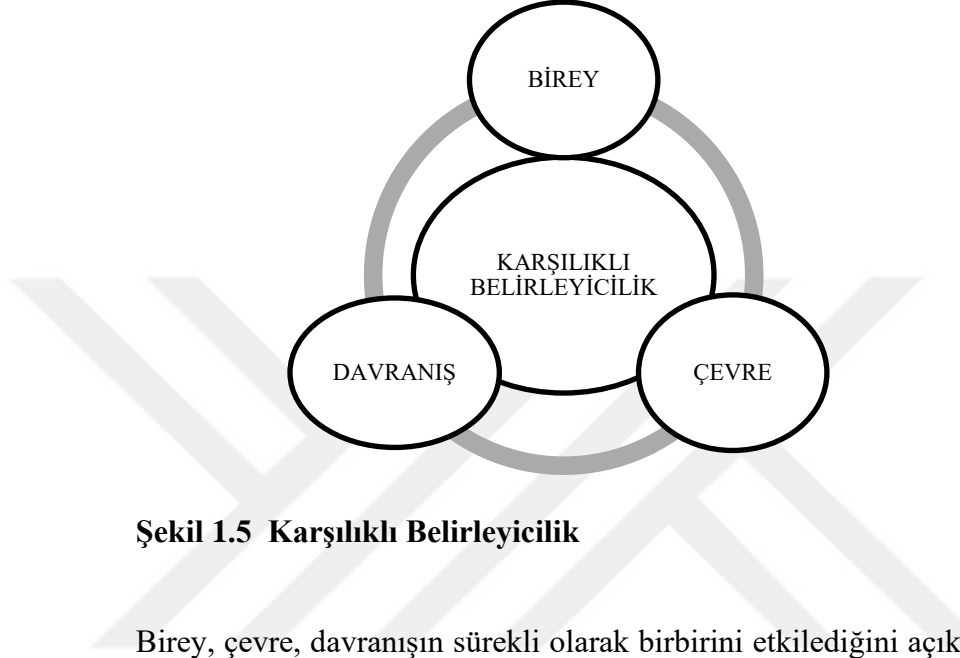 BİREY
KARŞILIKLI
BELİRLEYİCİLİK
DAVRANIŞ
ÇEVRE
Şekil 1.5 Karşılıklı Belirleyicilik
Birey, çevre, davranışın sürekli olarak birbirini etkilediğini açık